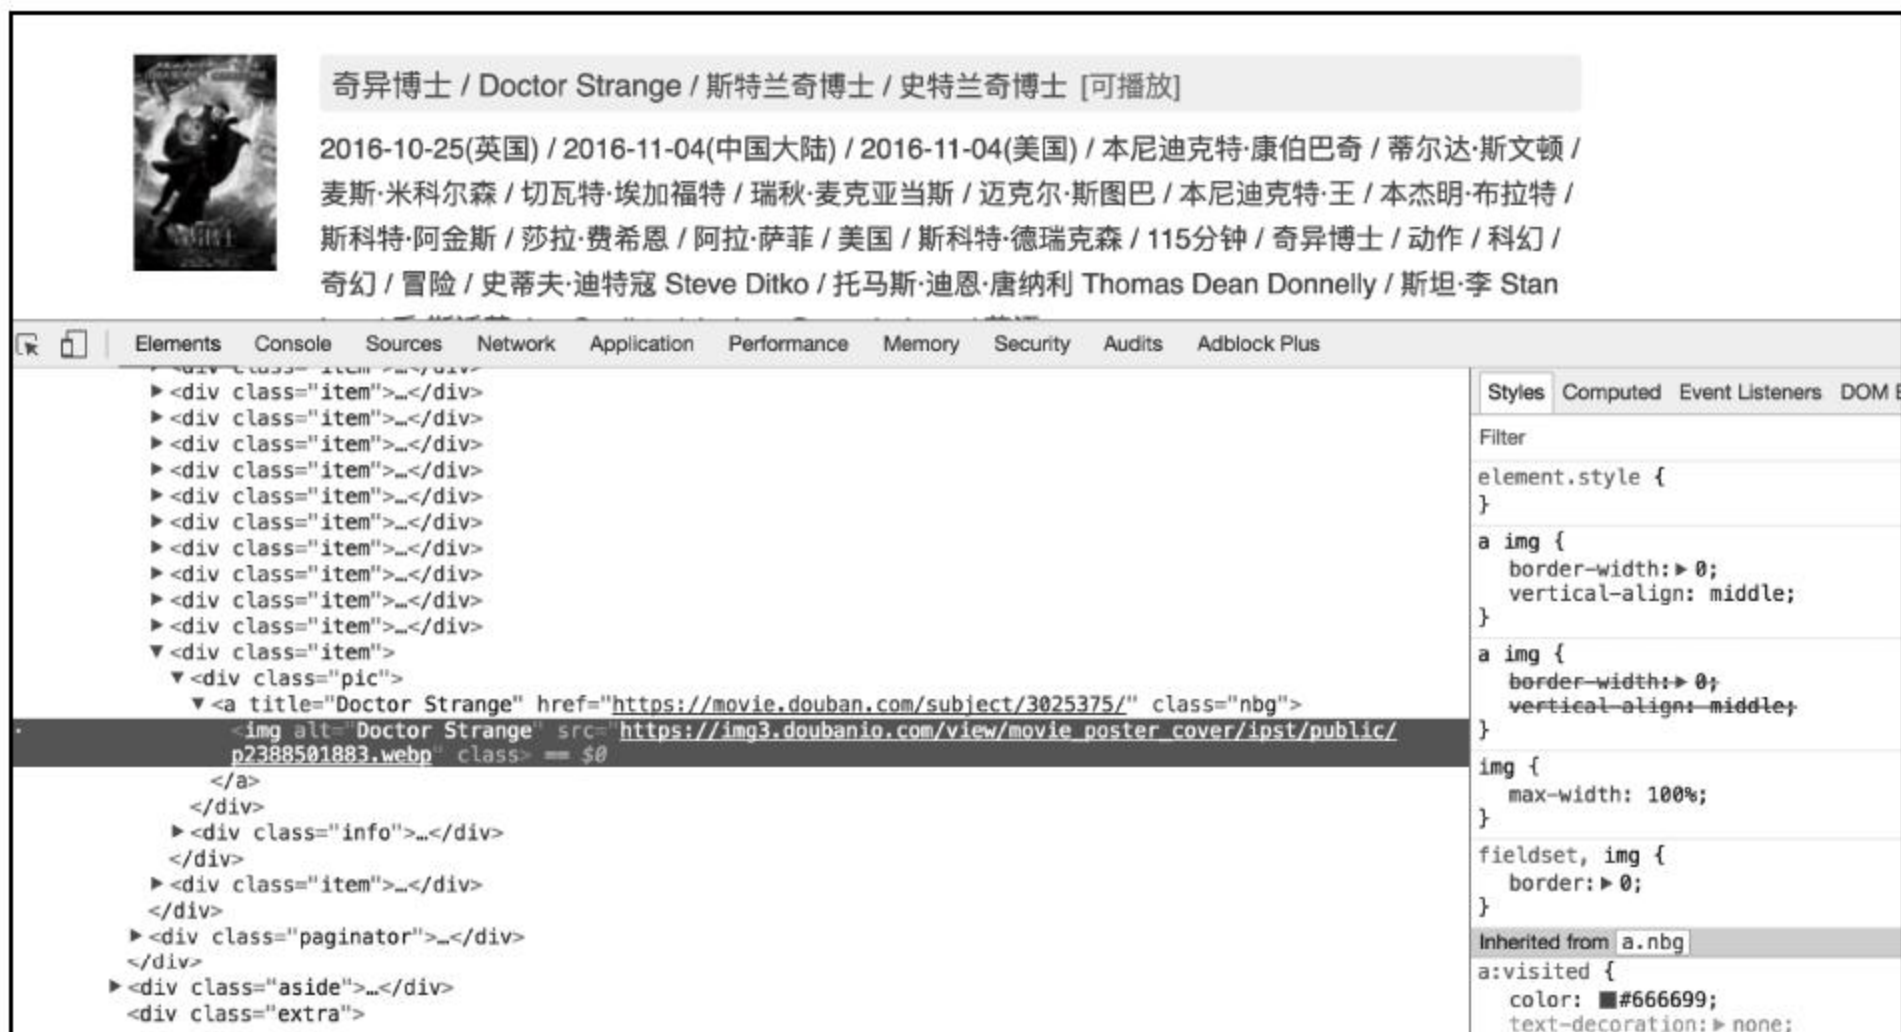 奇异博士 / Doctor Strange / 斯特兰奇博士 / 史特兰奇博士 [可播放]
2016-10-25(英国) / 2016-11-04(中国大陆) / 2016-11-04(美国) / 本尼迪克特·康伯巴奇 / 蒂尔达·斯文顿 /
麦斯·米科尔森 / 切瓦特·埃加福特 / 瑞秋·麦克亚当斯 / 迈克尔·斯图巴 / 本尼迪克特·王 / 本杰明·布拉特 /
斯科特·阿金斯 / 莎拉·费希恩 / 阿拉·萨菲 / 美国 / 斯科特·德瑞克森 / 115分钟 / 奇异博士 / 动作 / 科幻 /
奇幻 / 冒险 / 史蒂夫·迪特寇 Steve Ditko / 托马斯·迪恩·唐纳利 Thomas Dean Donnelly / 斯坦·李 Stan
Elements Console Sources Network Application Performance Memory Security Audits Adblock Plus
▶<div class="item">…</div>
▶<div class="item">…</div>
▶<div class="item">…</div>
▶<div class="item">…</div>
▶<div class="item">…</div>
▶<div class="item">…</div>
▶<div class="item">…</div>
▶<div class="item">…</div>
▶<div class="item">…</div>
▶<div class="item">…</div>
▶<div class="item">…</div>
▼<div class="item">
▼<div class="pic">
▼<a title="Doctor Strange" href="https://movie.douban.com/subject/3025375/" class="nbg">
<img alt="Doctor Strange" src="https://img3.doubanio.com/view/movie_poster_cover/ipst/public/
p2388501883.webp" class> == $0
</a>
</div>
▶<div class="info">…</div>
</div>
▶<div class="item">…</div>
</div>
▶<div class="paginator">…</div>
</div>
▶<div class="aside">…</div>
<div class="extra">
Styles Computed Event Listeners DOM
Filter
element.style {
}
a img {
border-width:▶0;
vertical-align: middle;
}
a img {
border-width:▶0;
vertical-align: middle;
}
img {
max-width: 100%;
}
fieldset, img {
border:▶0;
}
Inherited from a.nbg
a:visited {
color: #666699;
text-decoration:▶none;